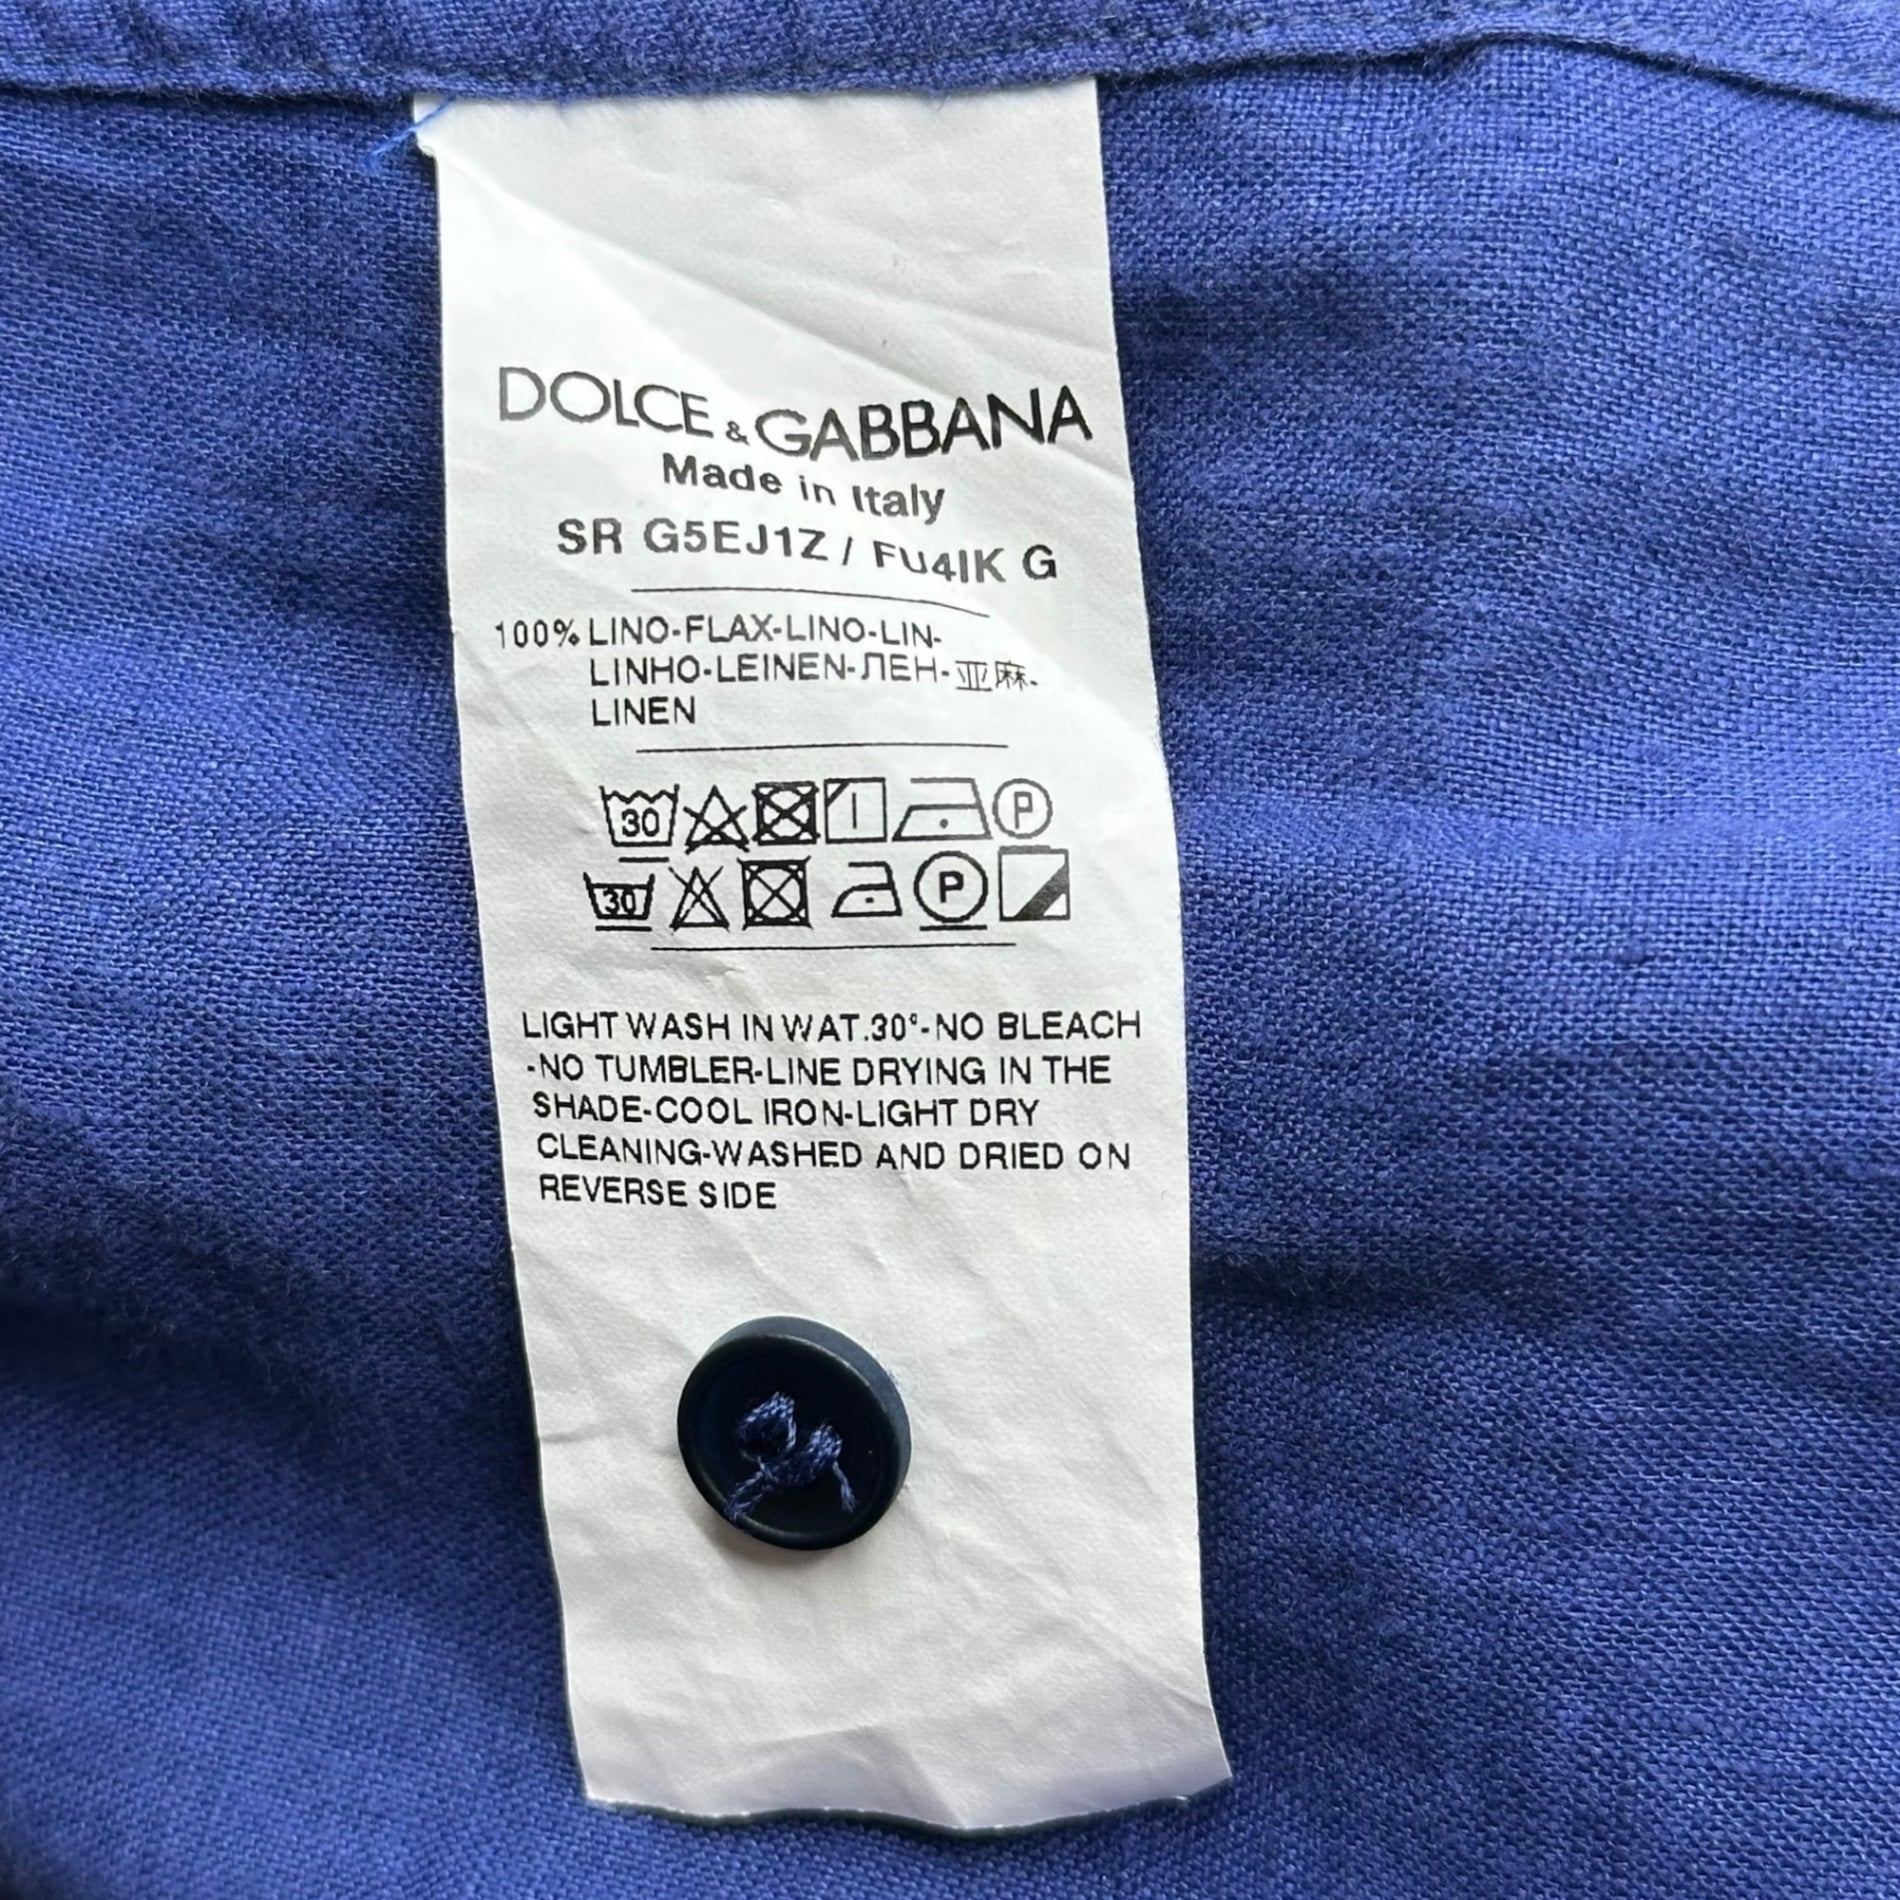 DOLCE & GABBANA
Made in Italy
SR G5EJ1Z / FU4IK G
100% LINO-FLAX-LINO-LIN-
LINHO-LEINEN-ЛЕН-亚麻-
LINEN
30 P
30 P
LIGHT WASH IN WAT.30°-NO BLEACH
-NO TUMBLER-LINE DRYING IN THE
SHADE-COOL IRON-LIGHT DRY
CLEANING-WASHED AND DRIED ON
REVERSE SIDE